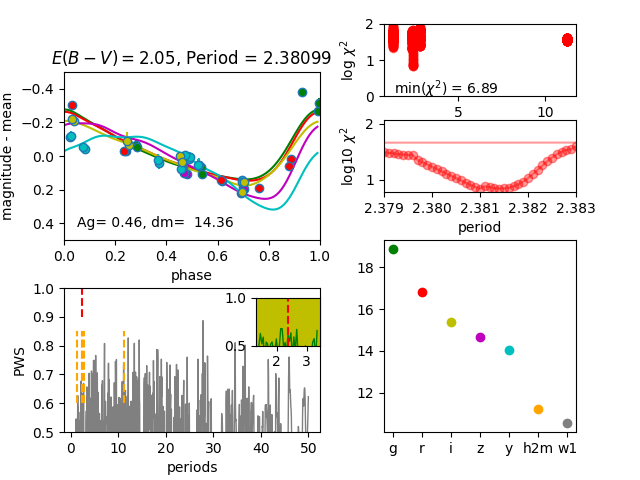 E(B − V) = 2.05, Period = 2.38099
magnitude - mean
−0.4
−0.2
0.0
0.2
0.4
Ag= 0.46, dm= 14.36
0.0 0.2 0.4 0.6 0.8 1.0
phase
log χ²
2
1
0
min(χ²) = 6.89
5 10
log10 χ²
2
1
2.379 2.380 2.381 2.382 2.383
period
PWS
1.0
0.9
0.8
0.7
0.6
0.5
1.0
0.5
2 3
0 10 20 30 40 50
periods
18
16
14
12
g r i z y h2m w1